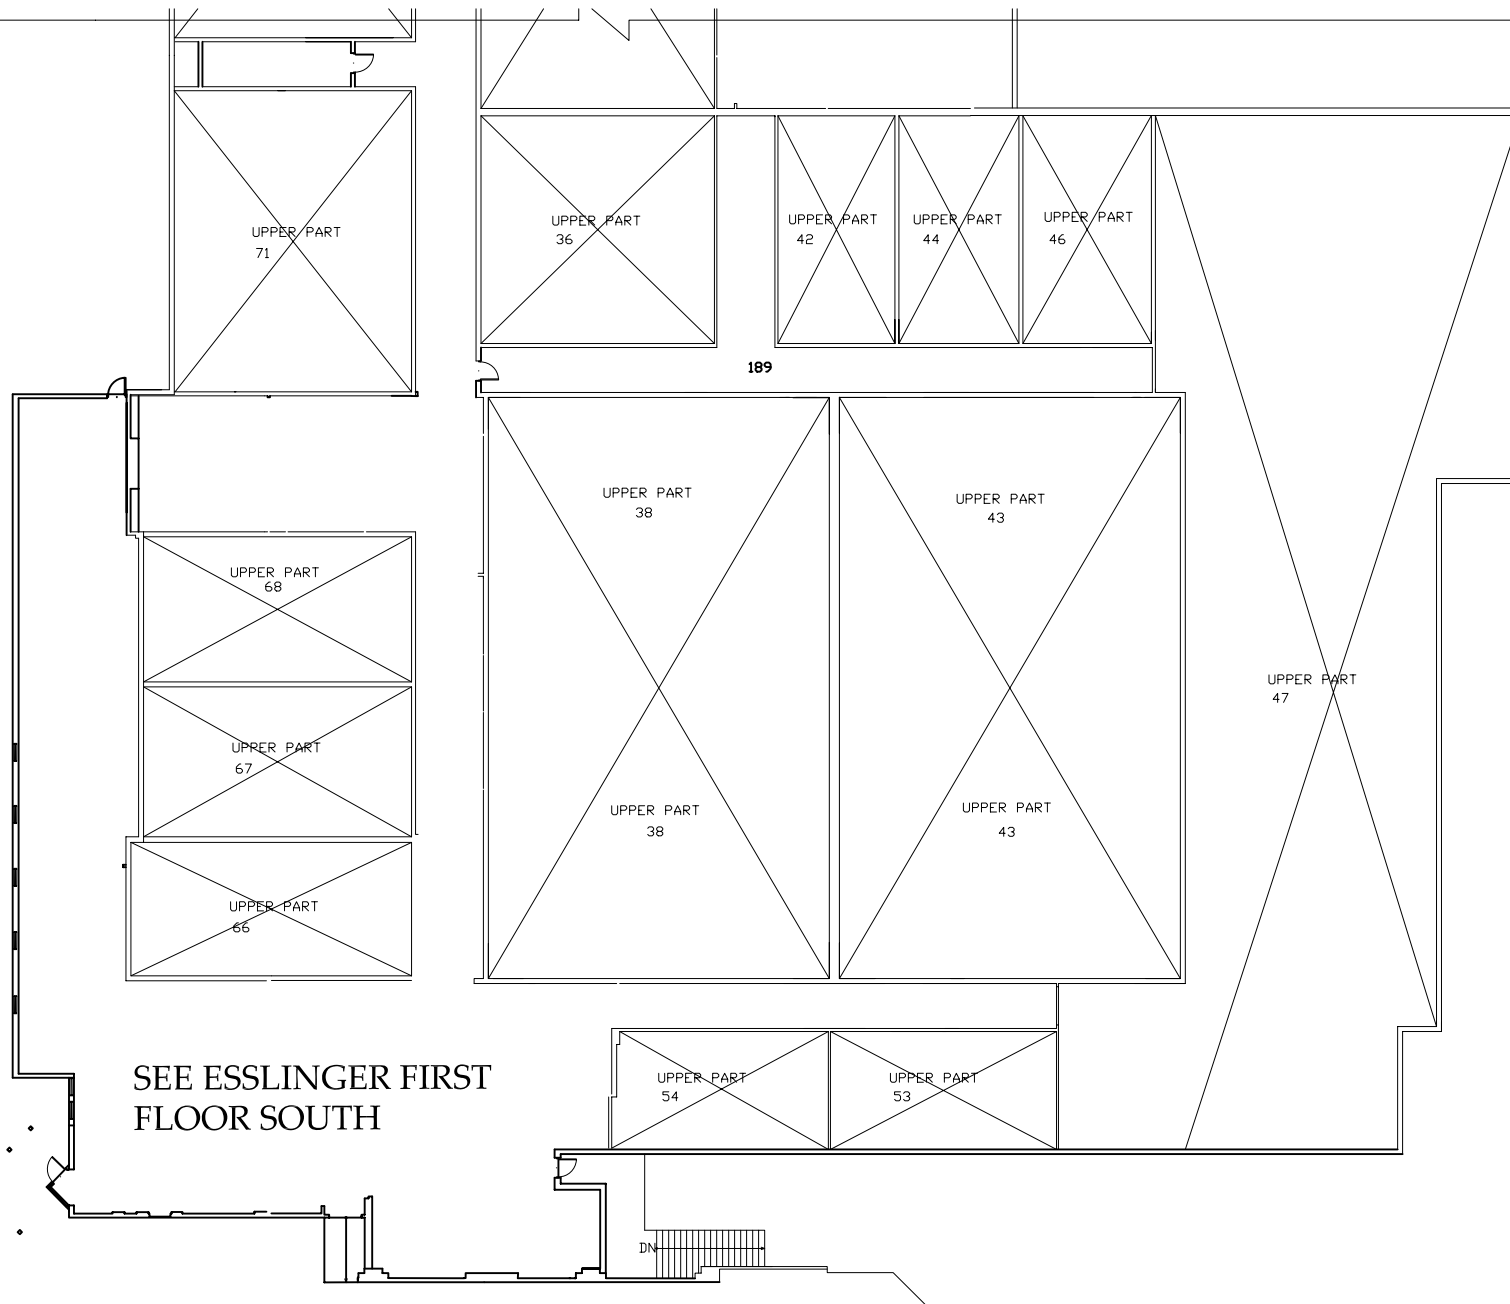 UPPER PART
71
UPPER PART
36
UPPER PART
42
UPPER PART
44
UPPER PART
46
189
UPPER PART
38
UPPER PART
43
UPPER PART
68
UPPER PART
47
UPPER PART
67
UPPER PART
38
UPPER PART
43
UPPER PART
66
SEE ESSLINGER FIRST
FLOOR SOUTH
UPPER PART
54
UPPER PART
53
DN